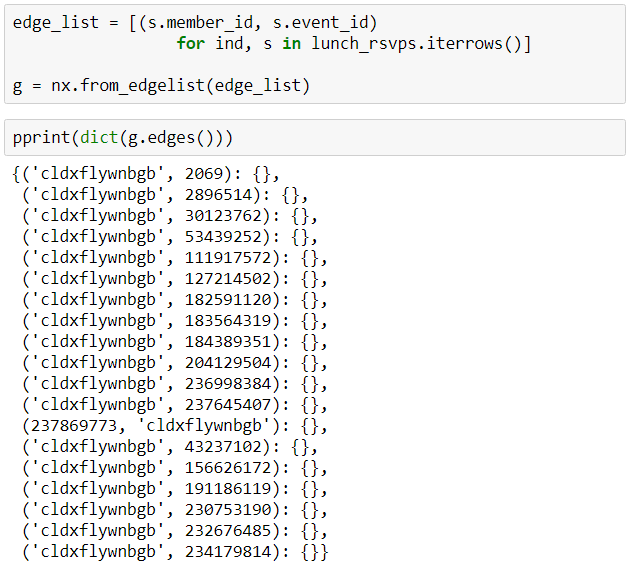 edge_list = [(s.member_id, s.event_id)
for ind, s in lunch_rsvps.iterrows()]
g = nx.from_edgelist(edge_list)
pprint(dict(g.edges()))
{('cldxflywnbgb', 2069): {},
('cldxflywnbgb', 2896514): {},
('cldxflywnbgb', 30123762): {},
('cldxflywnbgb', 53439252): {},
('cldxflywnbgb', 111917572): {},
('cldxflywnbgb', 127214502): {},
('cldxflywnbgb', 182591120): {},
('cldxflywnbgb', 183564319): {},
('cldxflywnbgb', 184389351): {},
('cldxflywnbgb', 204129504): {},
('cldxflywnbgb', 236998384): {},
('cldxflywnbgb', 237645407): {},
(237869773, 'cldxflywnbgb'): {},
('cldxflywnbgb', 43237102): {},
('cldxflywnbgb', 156626172): {},
('cldxflywnbgb', 191186119): {},
('cldxflywnbgb', 230753190): {},
('cldxflywnbgb', 232676485): {},
('cldxflywnbgb', 234179814): {}}